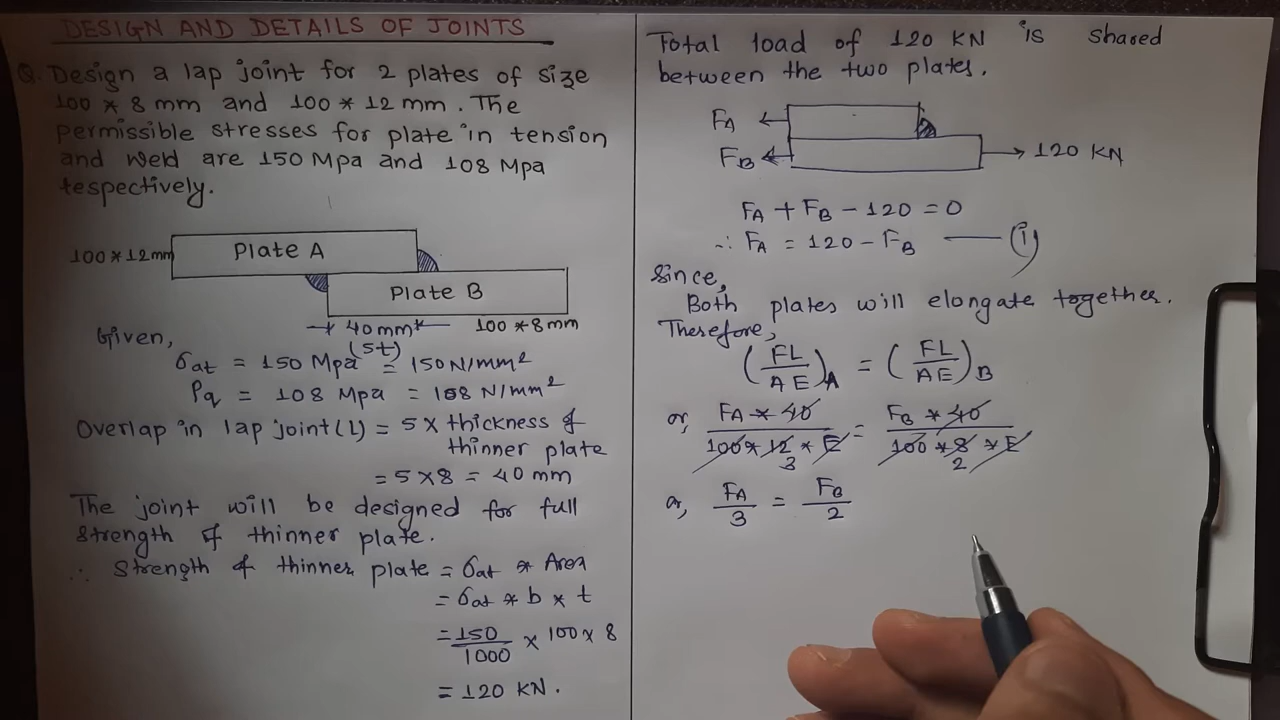 DESIGN AND DETAILS OF JOINTS
Q. Design a lap joint for 2 plates of size
100 * 8 mm and 100 * 12 mm. The
permissible stresses for plate in tension
and weld are 150 Mpa and 108 Mpa
respectively.
100 * 12 mm
Plate A
Plate B
40 mm
100 * 8 mm
(5t)
Given,
σat = 150 Mpa = 150 N/mm²
Pq = 108 Mpa = 108 N/mm²
Overlap in lap joint (L) = 5 × thickness of
thinner plate
= 5 × 8 = 40 mm
The joint will be designed for full
strength of thinner plate.
∴ Strength of thinner plate = σat * Area
= σat * b * t
= 150/1000 × 100 × 8
= 120 KN.
Total load of 120 KN is shared
between the two plates.
FA
FB
120 KN
FA + FB - 120 = 0
∴ FA = 120 - FB — (i)
Since,
Both plates will elongate together.
Therefore,
(FL/AE)A = (FL/AE)B
or, FA * 40 / 100 * 12 * E = FB * 40 / 100 * 8 * E
3 2
or, FA/3 = FB/2